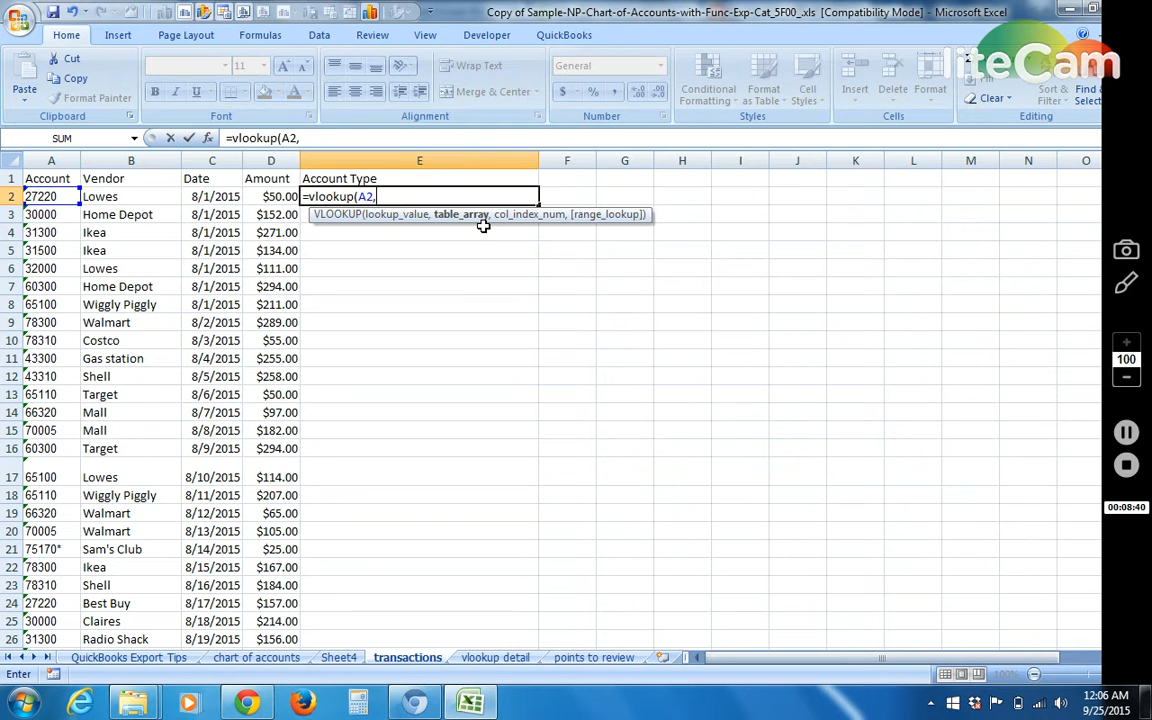 Copy of Sample-NP-Chart-of-Accounts-with-Func-Exp-Cat_5F00_.xls [Compatibility Mode] - Microsoft Excel
liteCam
Home Insert Page Layout Formulas Data Review View Developer QuickBooks
Cut
Copy
Format Painter
Paste
Clipboard
11
B I U
Font
Wrap Text
Merge & Center
Alignment
General
$ % ,
Number
Conditional Formatting
Format as Table
Cell Styles
Styles
Insert Delete Format
Cells
Fill
Clear
Sort & Filter
Find & Select
Editing
SUM =vlookup(A2,
A B C D E F G H I J K L M N O
1 Account Vendor Date Amount Account Type
2 27220 Lowes 8/1/2015 $50.00 =vlookup(A2,
VLOOKUP(lookup_value, table_array, col_index_num, [range_lookup])
3 30000 Home Depot 8/1/2015 $152.00
4 31300 Ikea 8/1/2015 $271.00
5 31500 Ikea 8/1/2015 $134.00
6 32000 Lowes 8/1/2015 $111.00
7 60300 Home Depot 8/1/2015 $294.00
8 65100 Wiggly Piggly 8/1/2015 $211.00
9 78300 Walmart 8/2/2015 $289.00
10 78310 Costco 8/3/2015 $55.00
11 43300 Gas station 8/4/2015 $255.00
12 43310 Shell 8/5/2015 $258.00
13 65110 Target 8/6/2015 $50.00
14 66320 Mall 8/7/2015 $97.00
15 70005 Mall 8/8/2015 $182.00
16 60300 Target 8/9/2015 $294.00
17 65100 Lowes 8/10/2015 $114.00
18 65110 Wiggly Piggly 8/11/2015 $207.00
19 66320 Walmart 8/12/2015 $65.00
20 70005 Walmart 8/13/2015 $105.00
21 75170* Sam's Club 8/14/2015 $25.00
22 78300 Ikea 8/15/2015 $167.00
23 78310 Shell 8/16/2015 $184.00
24 27220 Best Buy 8/17/2015 $157.00
25 30000 Claires 8/18/2015 $214.00
26 31300 Radio Shack 8/19/2015 $156.00
100
00:08:40
QuickBooks Export Tips chart of accounts Sheet4 transactions vlookup detail points to review
Enter 100%
12:06 AM
9/25/2015